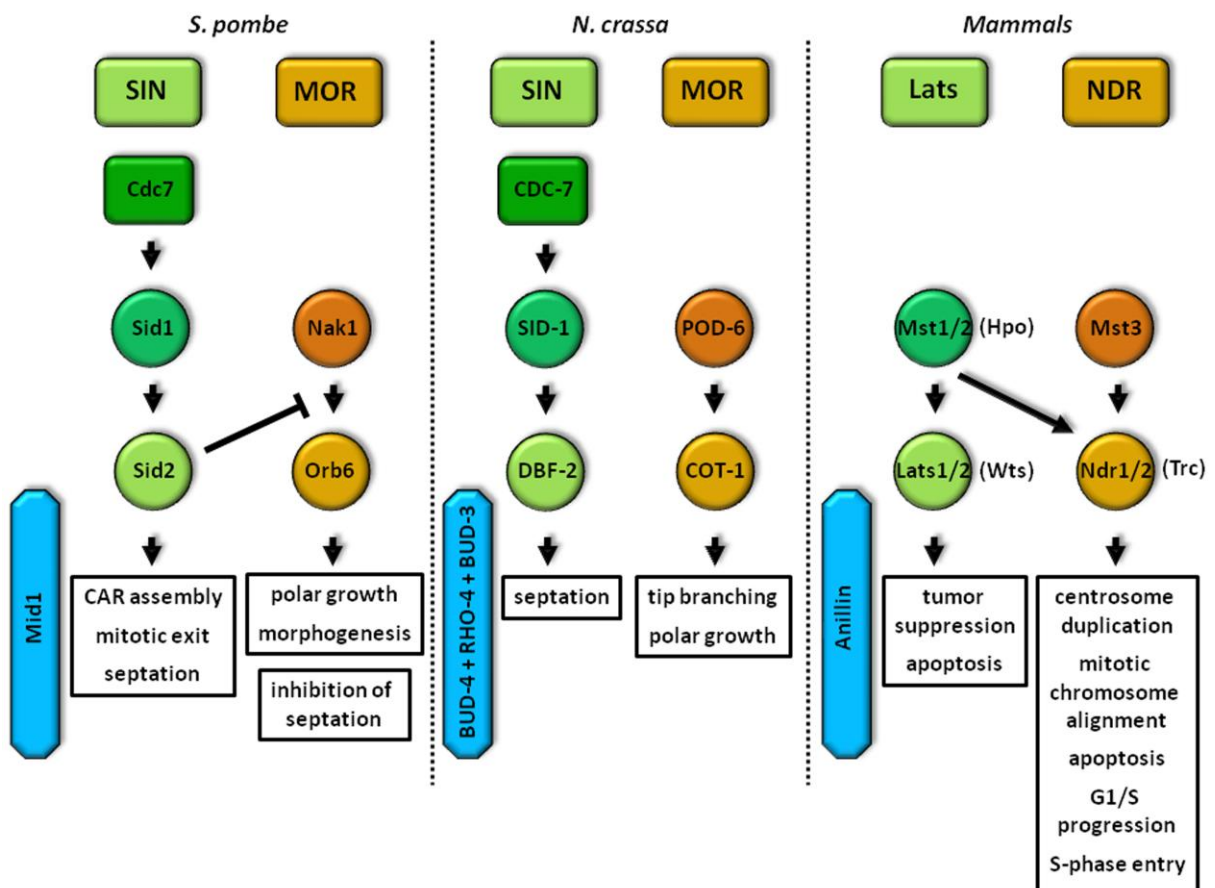 S. pombe
SIN
MOR
Cdc7
Sid1
Nak1
Sid2
Orb6
Mid1
CAR assembly
mitotic exit
septation
polar growth
morphogenesis
inhibition of
septation
N. crassa
SIN
MOR
CDC-7
SID-1
POD-6
DBF-2
COT-1
BUD-4 + RHO-4 + BUD-3
septation
tip branching
polar growth
Mammals
Lats
NDR
Mst1/2 (Hpo)
Mst3
Lats1/2 (Wts)
Ndr1/2 (Trc)
Anillin
tumor
suppression
apoptosis
centrosome
duplication
mitotic
chromosome
alignment
apoptosis
G1/S
progression
S-phase entry